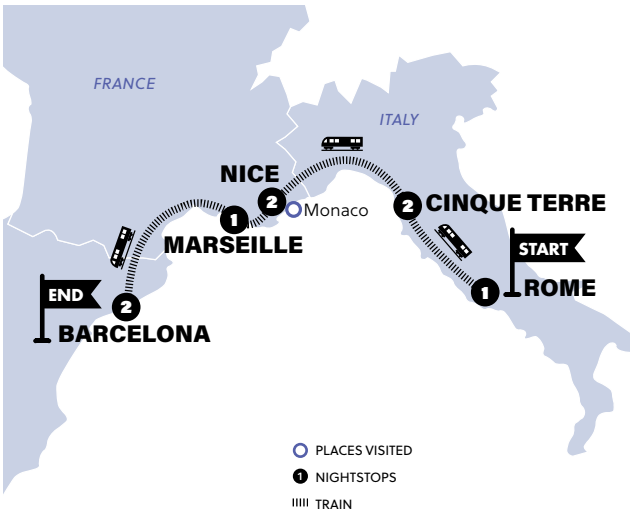 FRANCE
ITALY
NICE
2
Monaco
2
CINQUE TERRE
1
MARSEILLE
START
1
ROME
END
2
BARCELONA
PLACES VISITED
1 NIGHTSTOPS
TRAIN